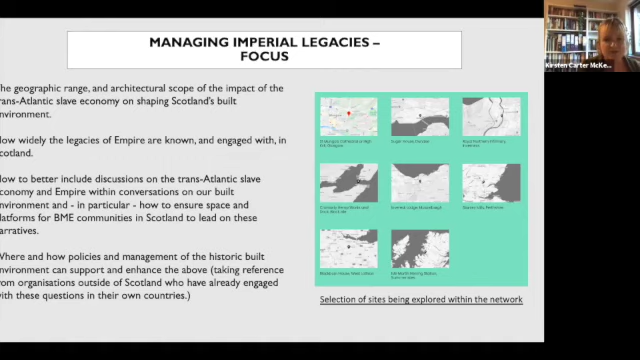 MANAGING IMPERIAL LEGACIES –
FOCUS
he geographic range, and architectural scope of the impact of the
rans-Atlantic slave economy on shaping Scotland's built
nvironment.
ow widely the legacies of Empire are known, and engaged with, in
cotland.
ow to better include discussions on the trans-Atlantic slave
conomy and Empire within conversations on our built
nvironment and - in particular - how to ensure space and
latforms for BME communities in Scotland to lead on these
arratives.
Where and how policies and management of the historic built
nvironment can support and enhance the above (taking reference
rom organisations outside of Scotland who have already engaged
with these questions in their own countries.)
Selection of sites being explored within the network
Kirsten Carter McKe...